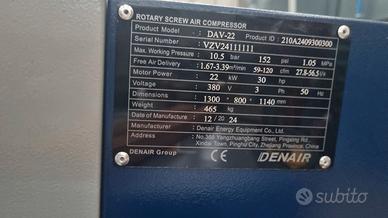 ROTARY SCREW AIR COMPRESSOR
Product Model : DAV-22 Product ID : 210A2409300300
Serial Number : VZV24111111
Max. Working Pressure : 10.5 bar 152 psi 1.05 MPa
Free Air Delivery : 1.67-3.39 m³/min 59-120 cfm 27.8-56.5 l/s
Motor Power : 22 kW 30 hp
Voltage : 380 V 3 Ph 50 Hz
Dimensions : 1300 * 800 * 1140 mm
Weight : 465 kg
Date of Manufacture : 12 / 20 24
Manufacturer : Denair Energy Equipment Co., Ltd.
Address : No.366 Yangzhuangbang Street, Pingxing Rd.
Xindai Town, Pinghu City, Zhejiang Province, China
DENAIR Group CE DENAIR
subito